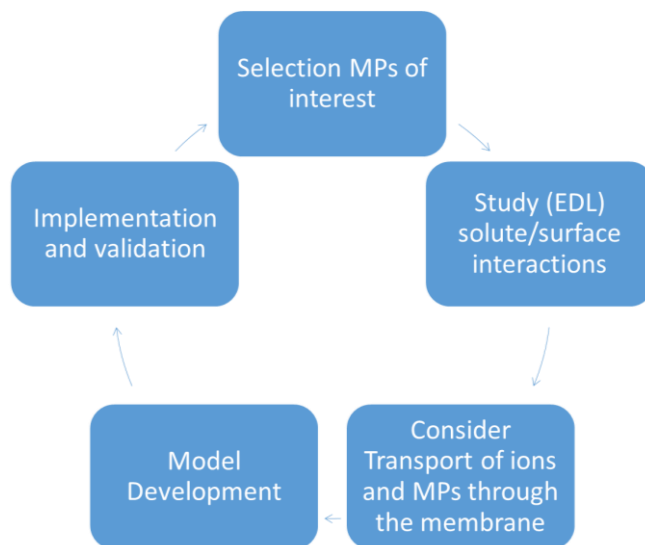 Selection MPs of
interest
Study (EDL)
solute/surface
interactions
Consider
Transport of ions
and MPs through
the membrane
Model
Development
Implementation
and validation